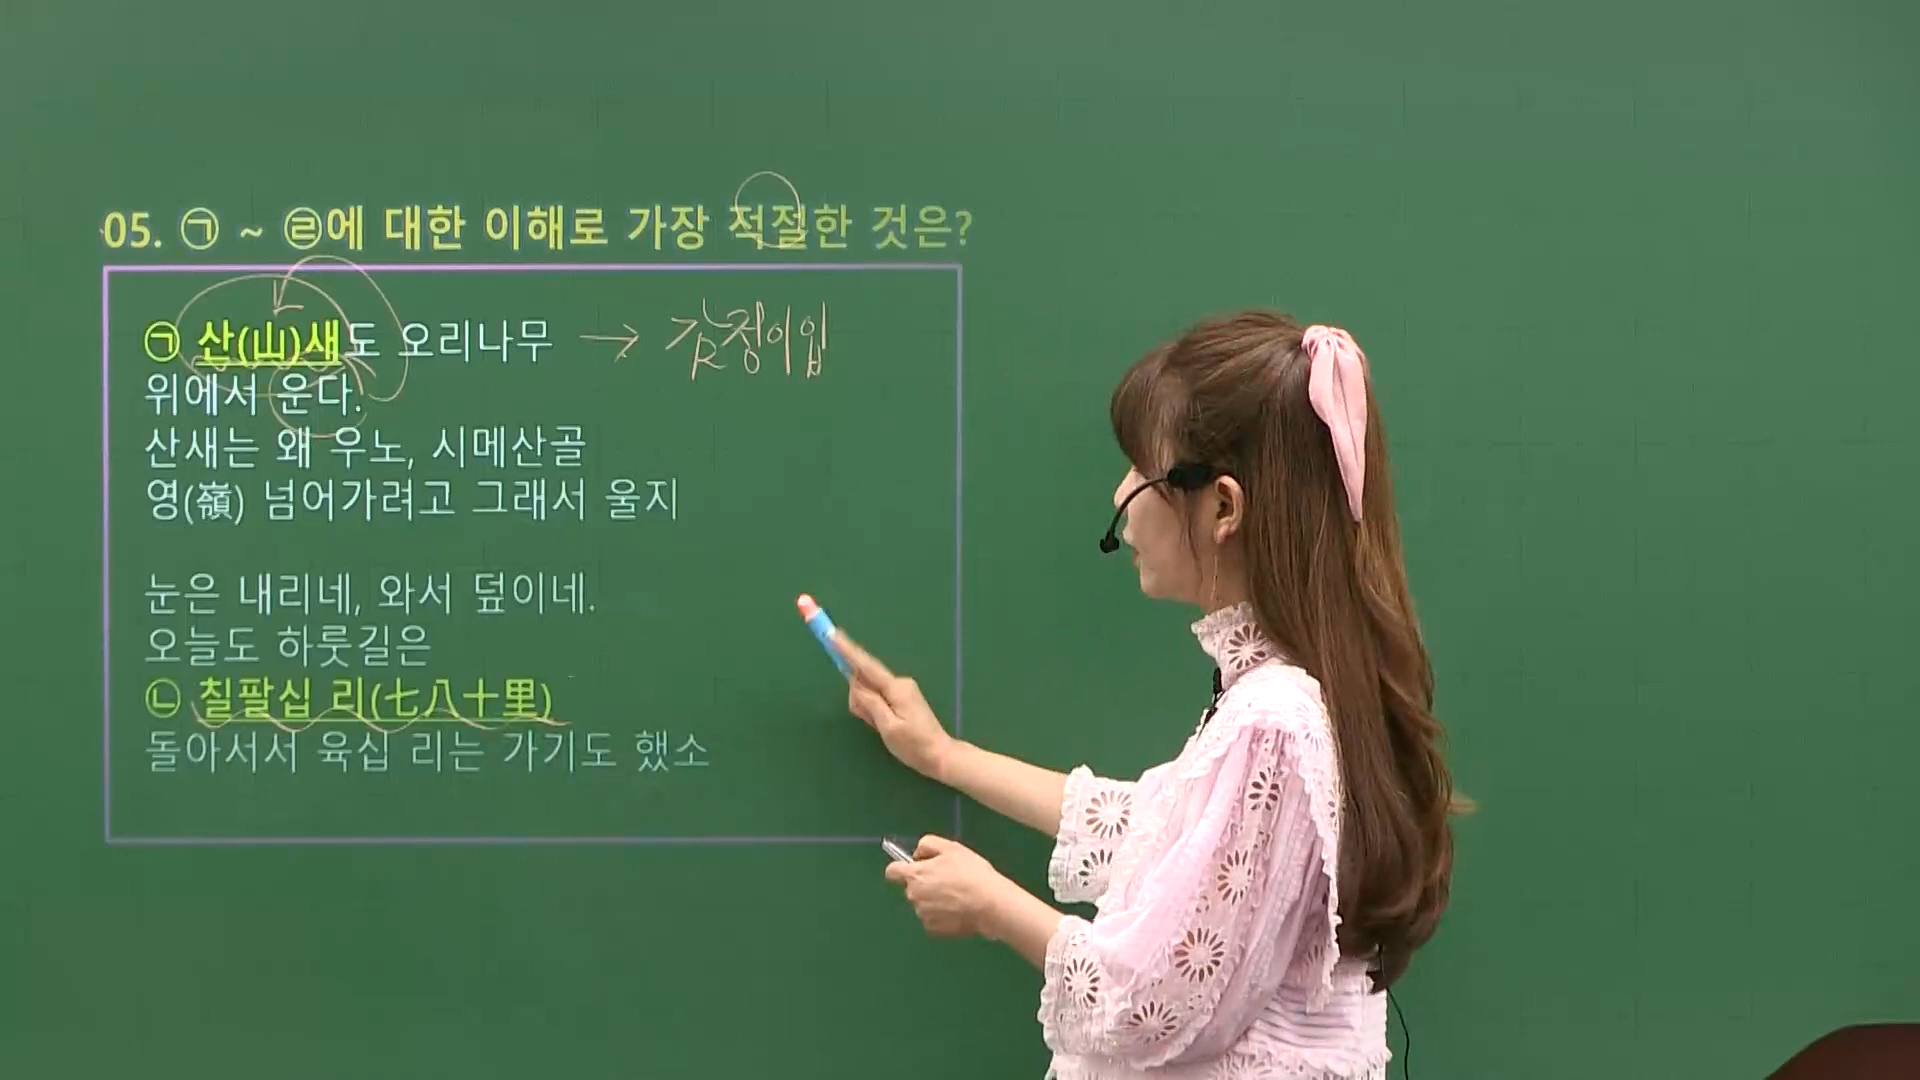 05. ㉠ ~ ㉣에 대한 이해로 가장 적절한 것은?
㉠ 산(山)새도 오리나무 → 감정이입
위에서 운다.
산새는 왜 우노, 시메산골
영(嶺) 넘어가려고 그래서 울지
눈은 내리네, 와서 덮이네.
오늘도 하룻길은
㉡ 칠팔십 리(七八十里)
돌아서서 육십 리는 가기도 했소